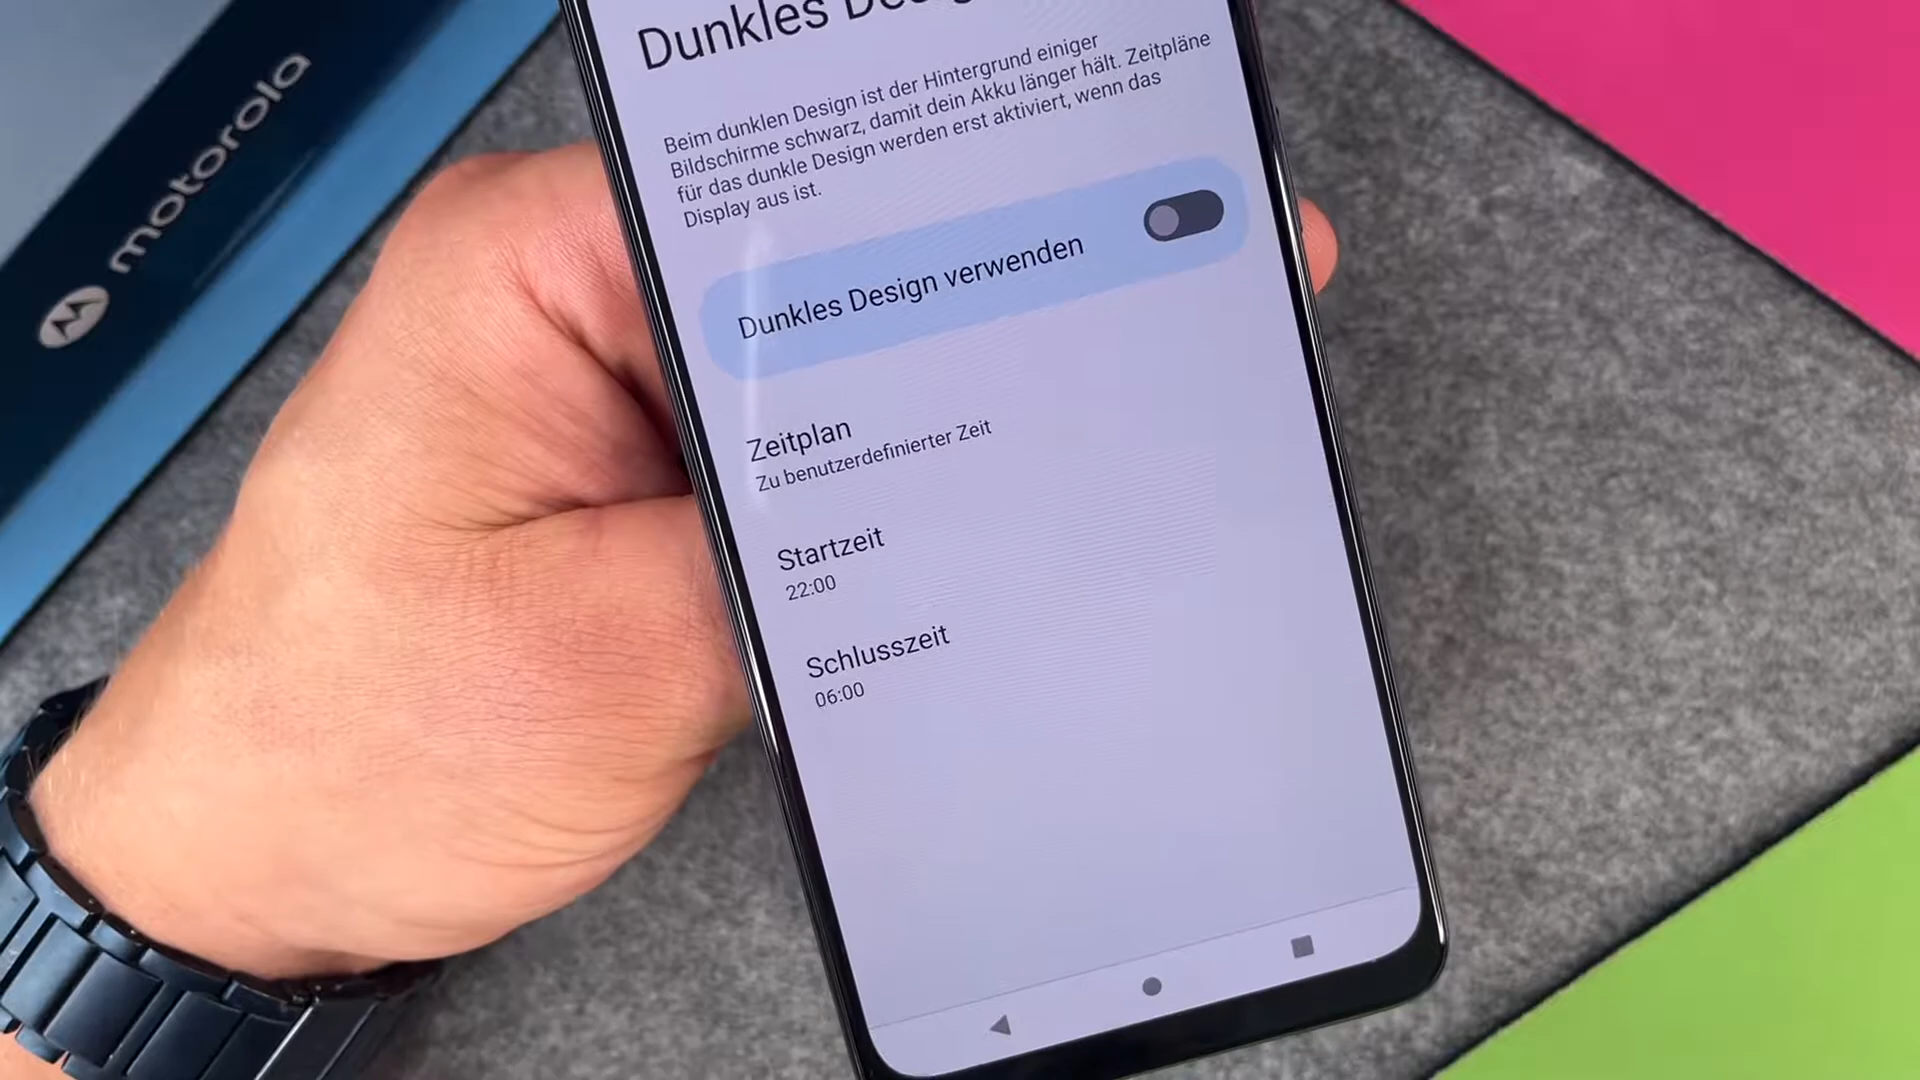 motorola
Dunkles Design
Beim dunklen Design ist der Hintergrund einiger
Bildschirme schwarz, damit dein Akku länger hält. Zeitpläne
für das dunkle Design werden erst aktiviert, wenn das
Display aus ist.
Dunkles Design verwenden
Zeitplan
Zu benutzerdefinierter Zeit
Startzeit
22:00
Schlusszeit
06:00